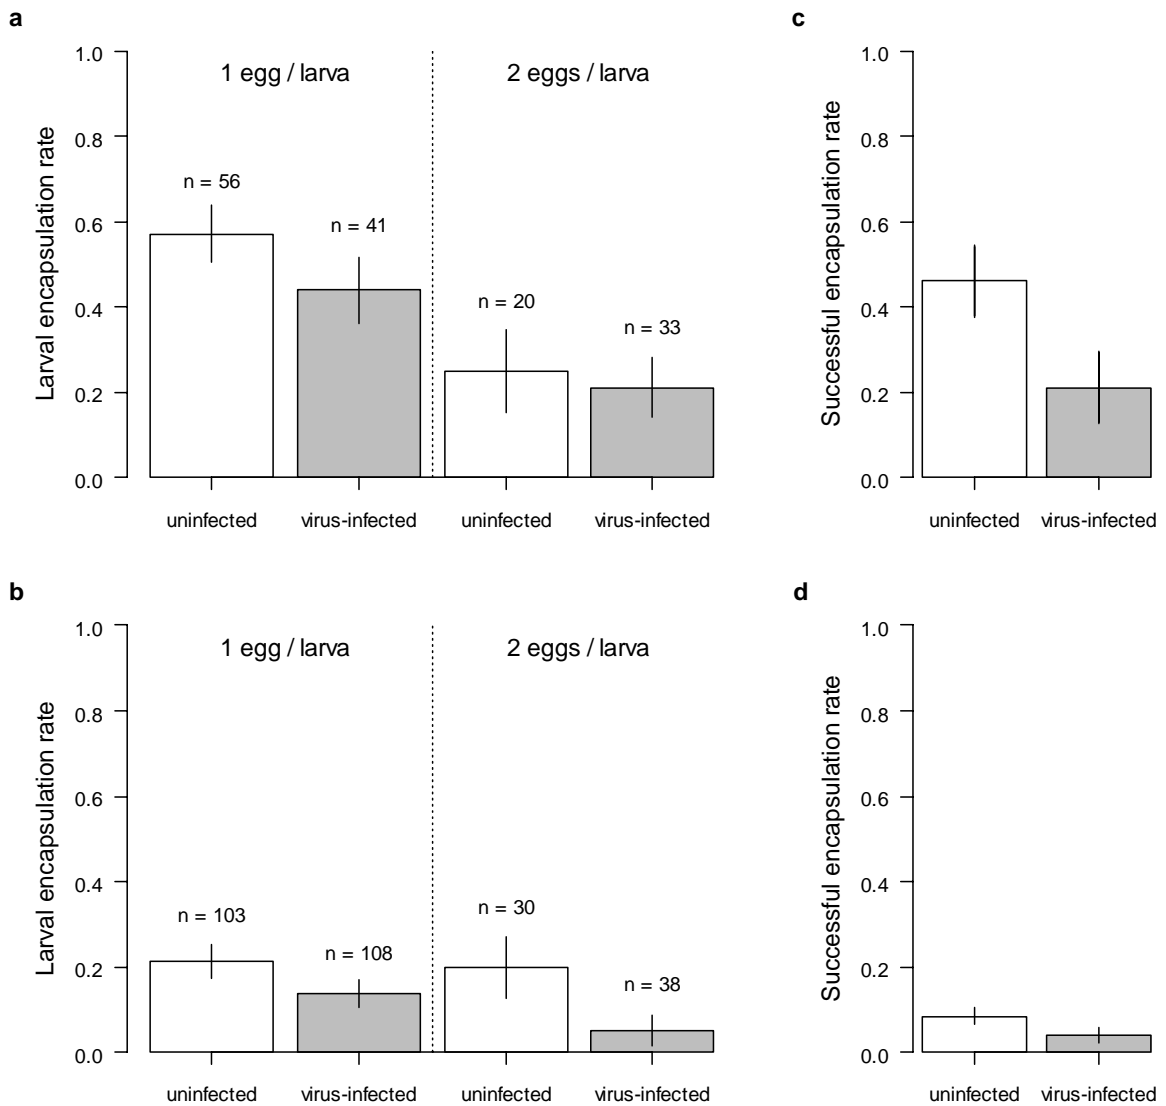 a
1 egg / larva
2 eggs / larva
Larval encapsulation rate
1.0
0.8
0.6
0.4
0.2
0.0
n = 56
n = 41
n = 20
n = 33
uninfected
virus-infected
uninfected
virus-infected
c
Successful encapsulation rate
1.0
0.8
0.6
0.4
0.2
0.0
uninfected
virus-infected
b
1 egg / larva
2 eggs / larva
Larval encapsulation rate
1.0
0.8
0.6
0.4
0.2
0.0
n = 103
n = 108
n = 30
n = 38
uninfected
virus-infected
uninfected
virus-infected
d
Successful encapsulation rate
1.0
0.8
0.6
0.4
0.2
0.0
uninfected
virus-infected